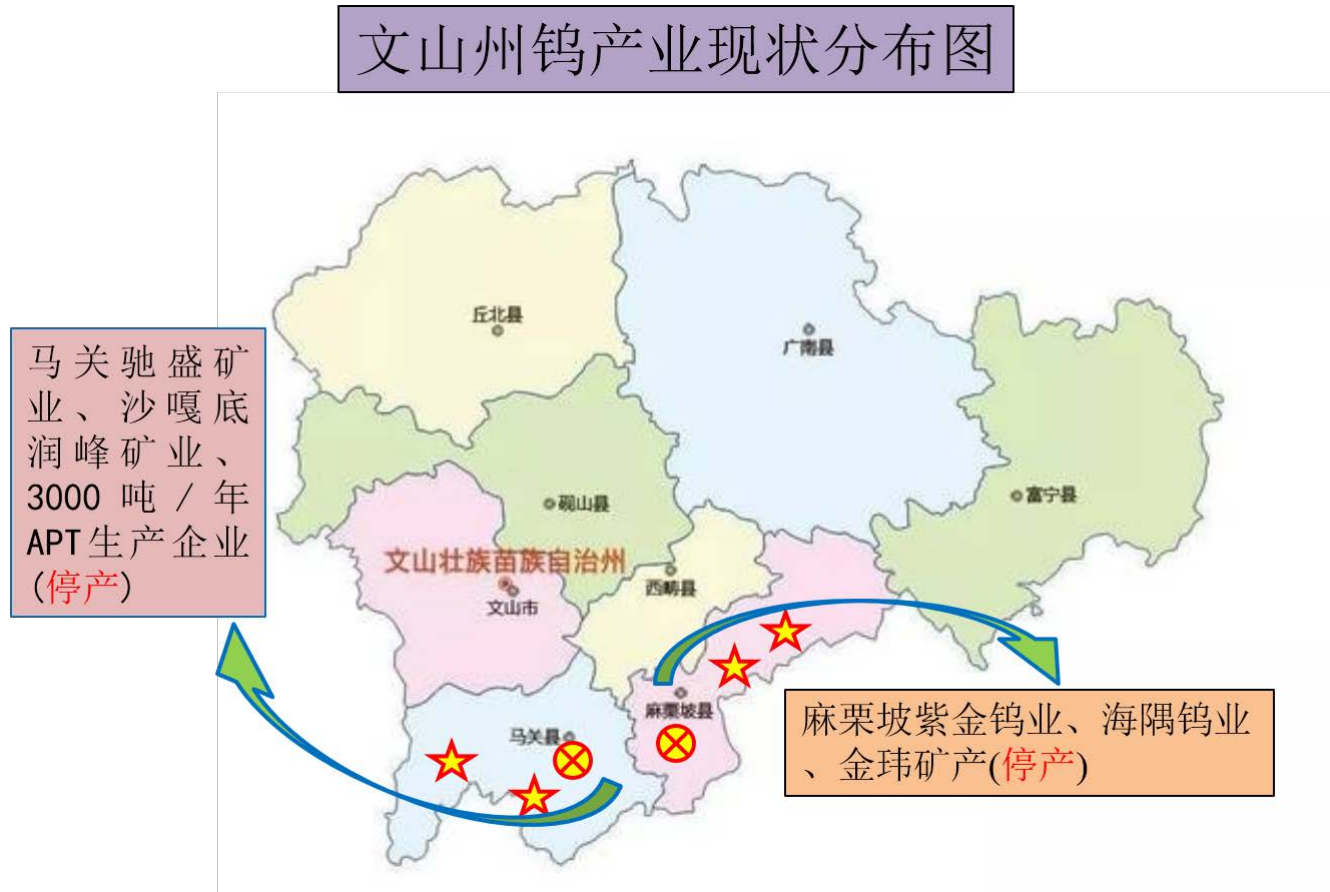 文山州钨产业现状分布图
丘北县
广南县
马关驰盛矿
业、沙嘎底
润峰矿业、
3000吨/年
APT生产企业
(停产)
砚山县
富宁县
文山壮族苗族自治州
西畴县
文山市
麻栗坡县
马关县
麻栗坡紫金钨业、海隅钨业
、金玮矿产(停产)